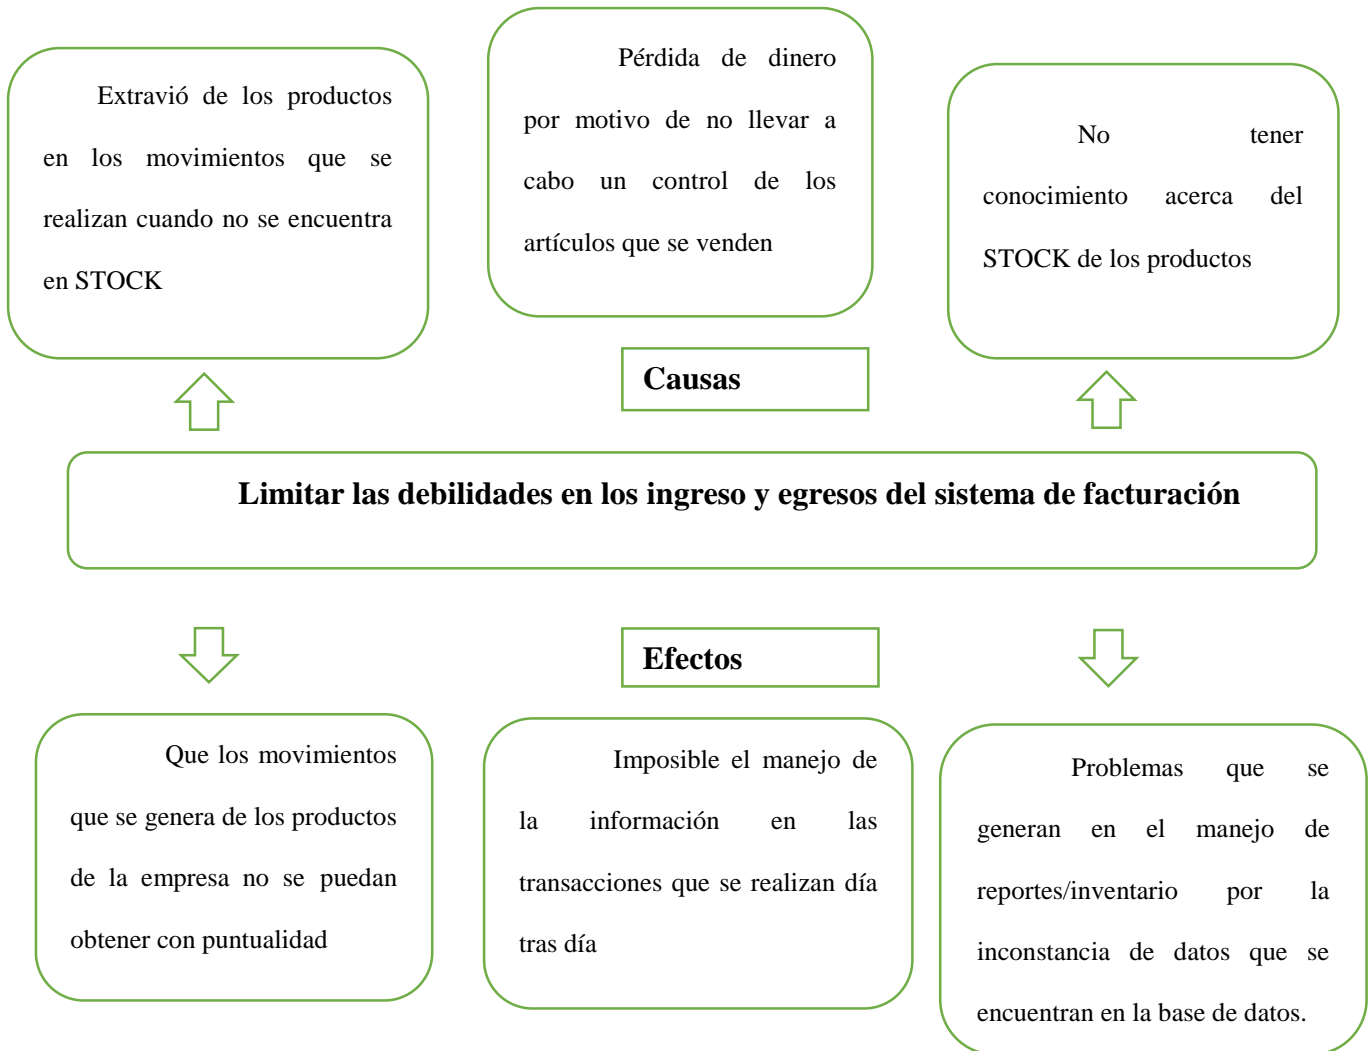 Extravió de los productos
en los movimientos que se
realizan cuando no se encuentra
en STOCK
Pérdida de dinero
por motivo de no llevar a
cabo un control de los
artículos que se venden
No tener
conocimiento acerca del
STOCK de los productos
Causas
Limitar las debilidades en los ingreso y egresos del sistema de facturación
Efectos
Que los movimientos
que se genera de los productos
de la empresa no se puedan
obtener con puntualidad
Imposible el manejo de
la información en las
transacciones que se realizan día
tras día
Problemas que se
generan en el manejo de
reportes/inventario por la
inconstancia de datos que se
encuentran en la base de datos.